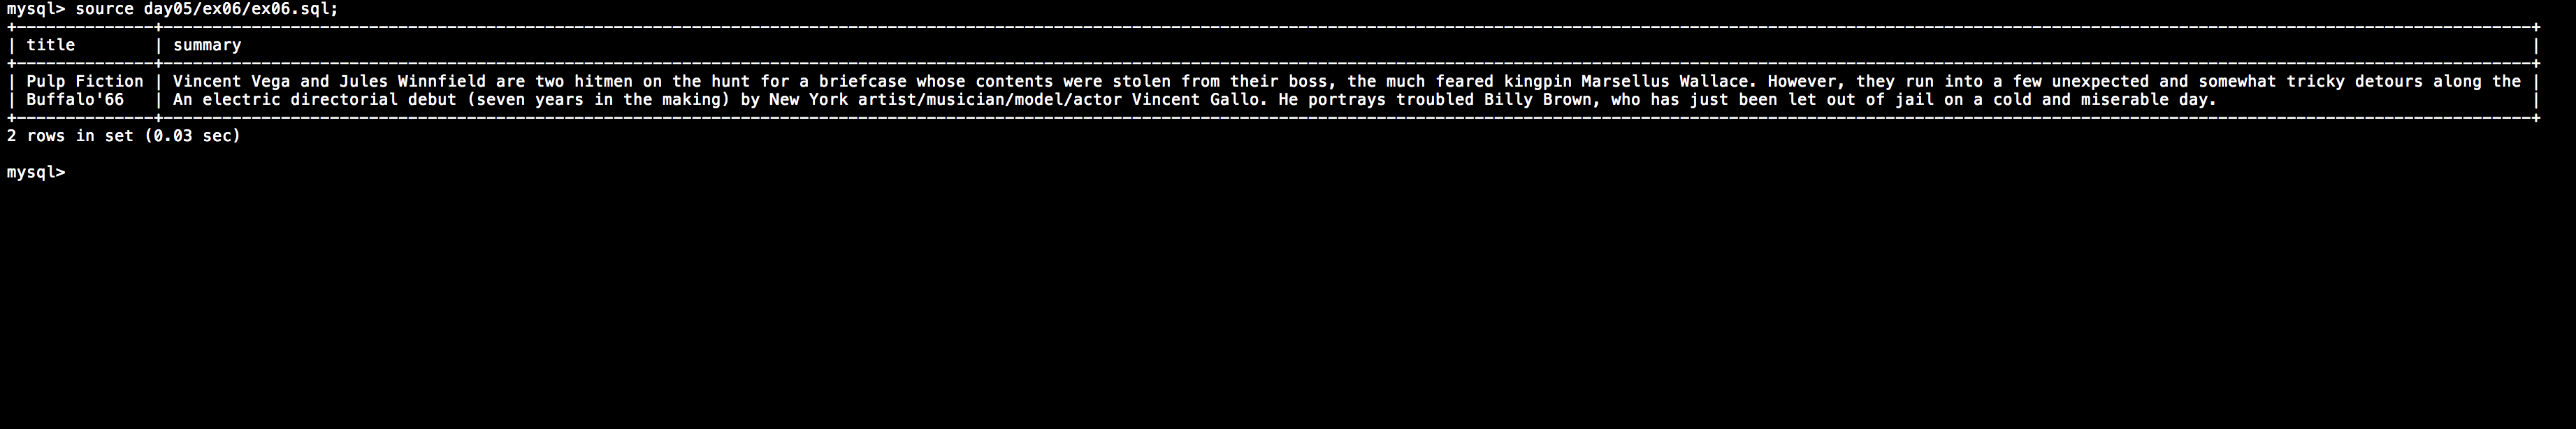 mysql> source day05/ex06/ex06.sql;
| title | summary |
| Pulp Fiction | Vincent Vega and Jules Winnfield are two hitmen on the hunt for a briefcase whose contents were stolen from their boss, the much feared kingpin Marsellus Wallace. However, they run into a few unexpected and somewhat tricky detours along the |
| Buffalo'66 | An electric directorial debut (seven years in the making) by New York artist/musician/model/actor Vincent Gallo. He portrays troubled Billy Brown, who has just been let out of jail on a cold and miserable day. |
2 rows in set (0.03 sec)
mysql>